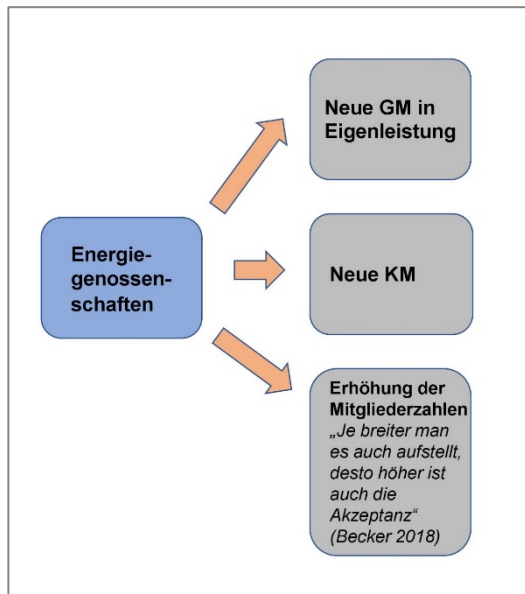 Neue GM in
Eigenleistung
Energie-
genossen-
schaften
Neue KM
Erhöhung der
Mitgliederzahlen
„Je breiter man
es auch aufstellt,
desto höher ist
auch die
Akzeptanz“
(Becker 2018)